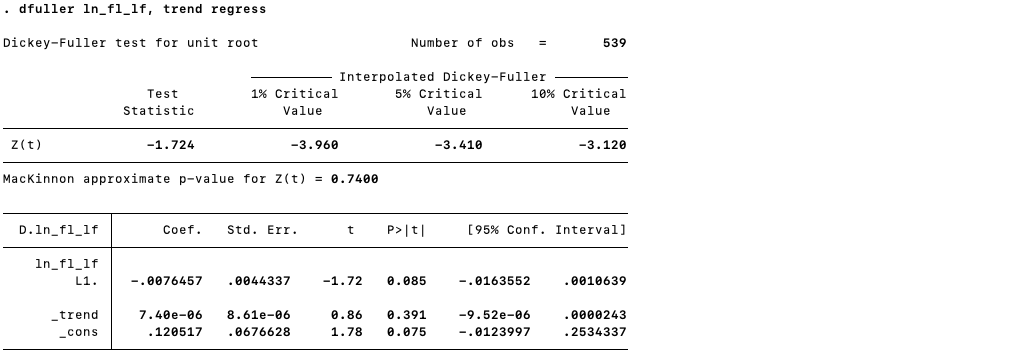 . dfuller ln_fl_lf, trend regress
Dickey–Fuller test for unit root Number of obs = 539
Interpolated Dickey–Fuller
Test 1% Critical 5% Critical 10% Critical
Statistic Value Value Value
Z(t) –1.724 –3.960 –3.410 –3.120
MacKinnon approximate p–value for Z(t) = 0.7400
D.ln_fl_lf Coef. Std. Err. t P>|t| [95% Conf. Interval]
ln_fl_lf
L1. –.0076457 .0044337 –1.72 0.085 –.0163552 .0010639
_trend 7.40e–06 8.61e–06 0.86 0.391 –9.52e–06 .0000243
_cons .120517 .0676628 1.78 0.075 –.0123997 .2534337